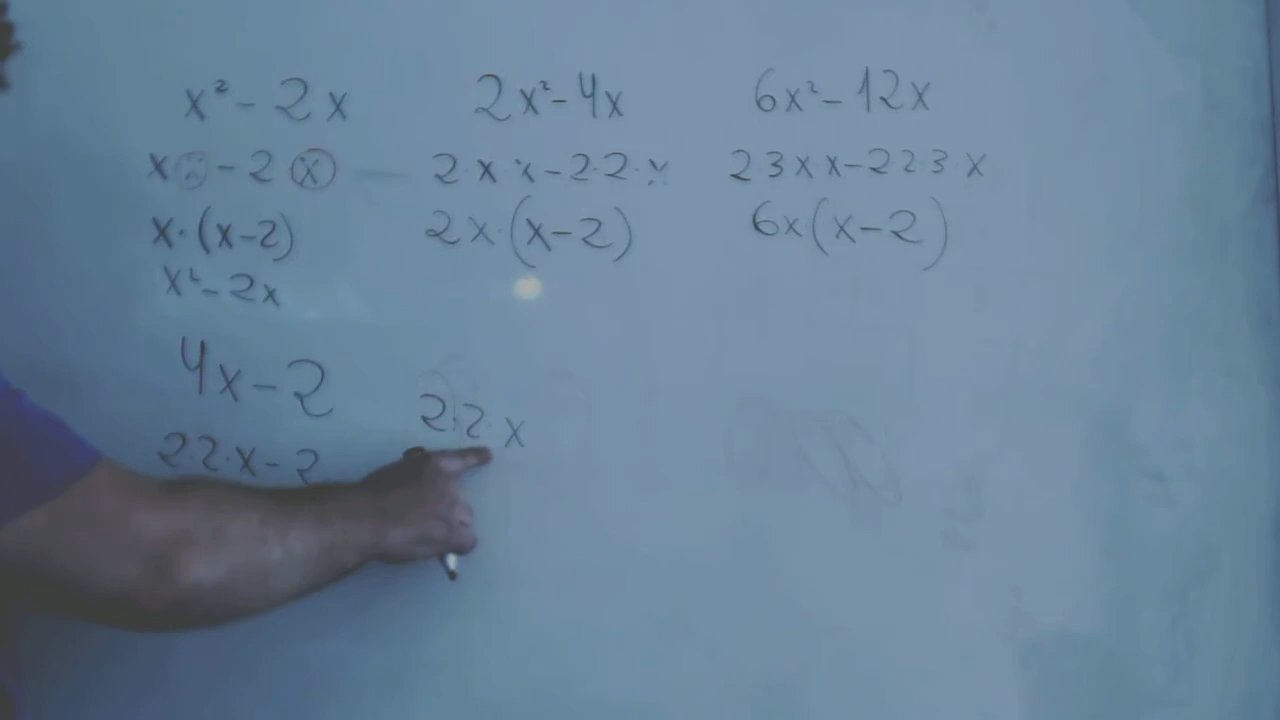 x² - 2x
x x - 2 x
x·(x-2)
x² - 2x
2x² - 4x
2·x x - 2·2·x
2x·(x-2)
6x² - 12x
2 3 x x - 2 2 3 x
6x(x-2)
4x - 2
2 2·x - 2
2·2·x